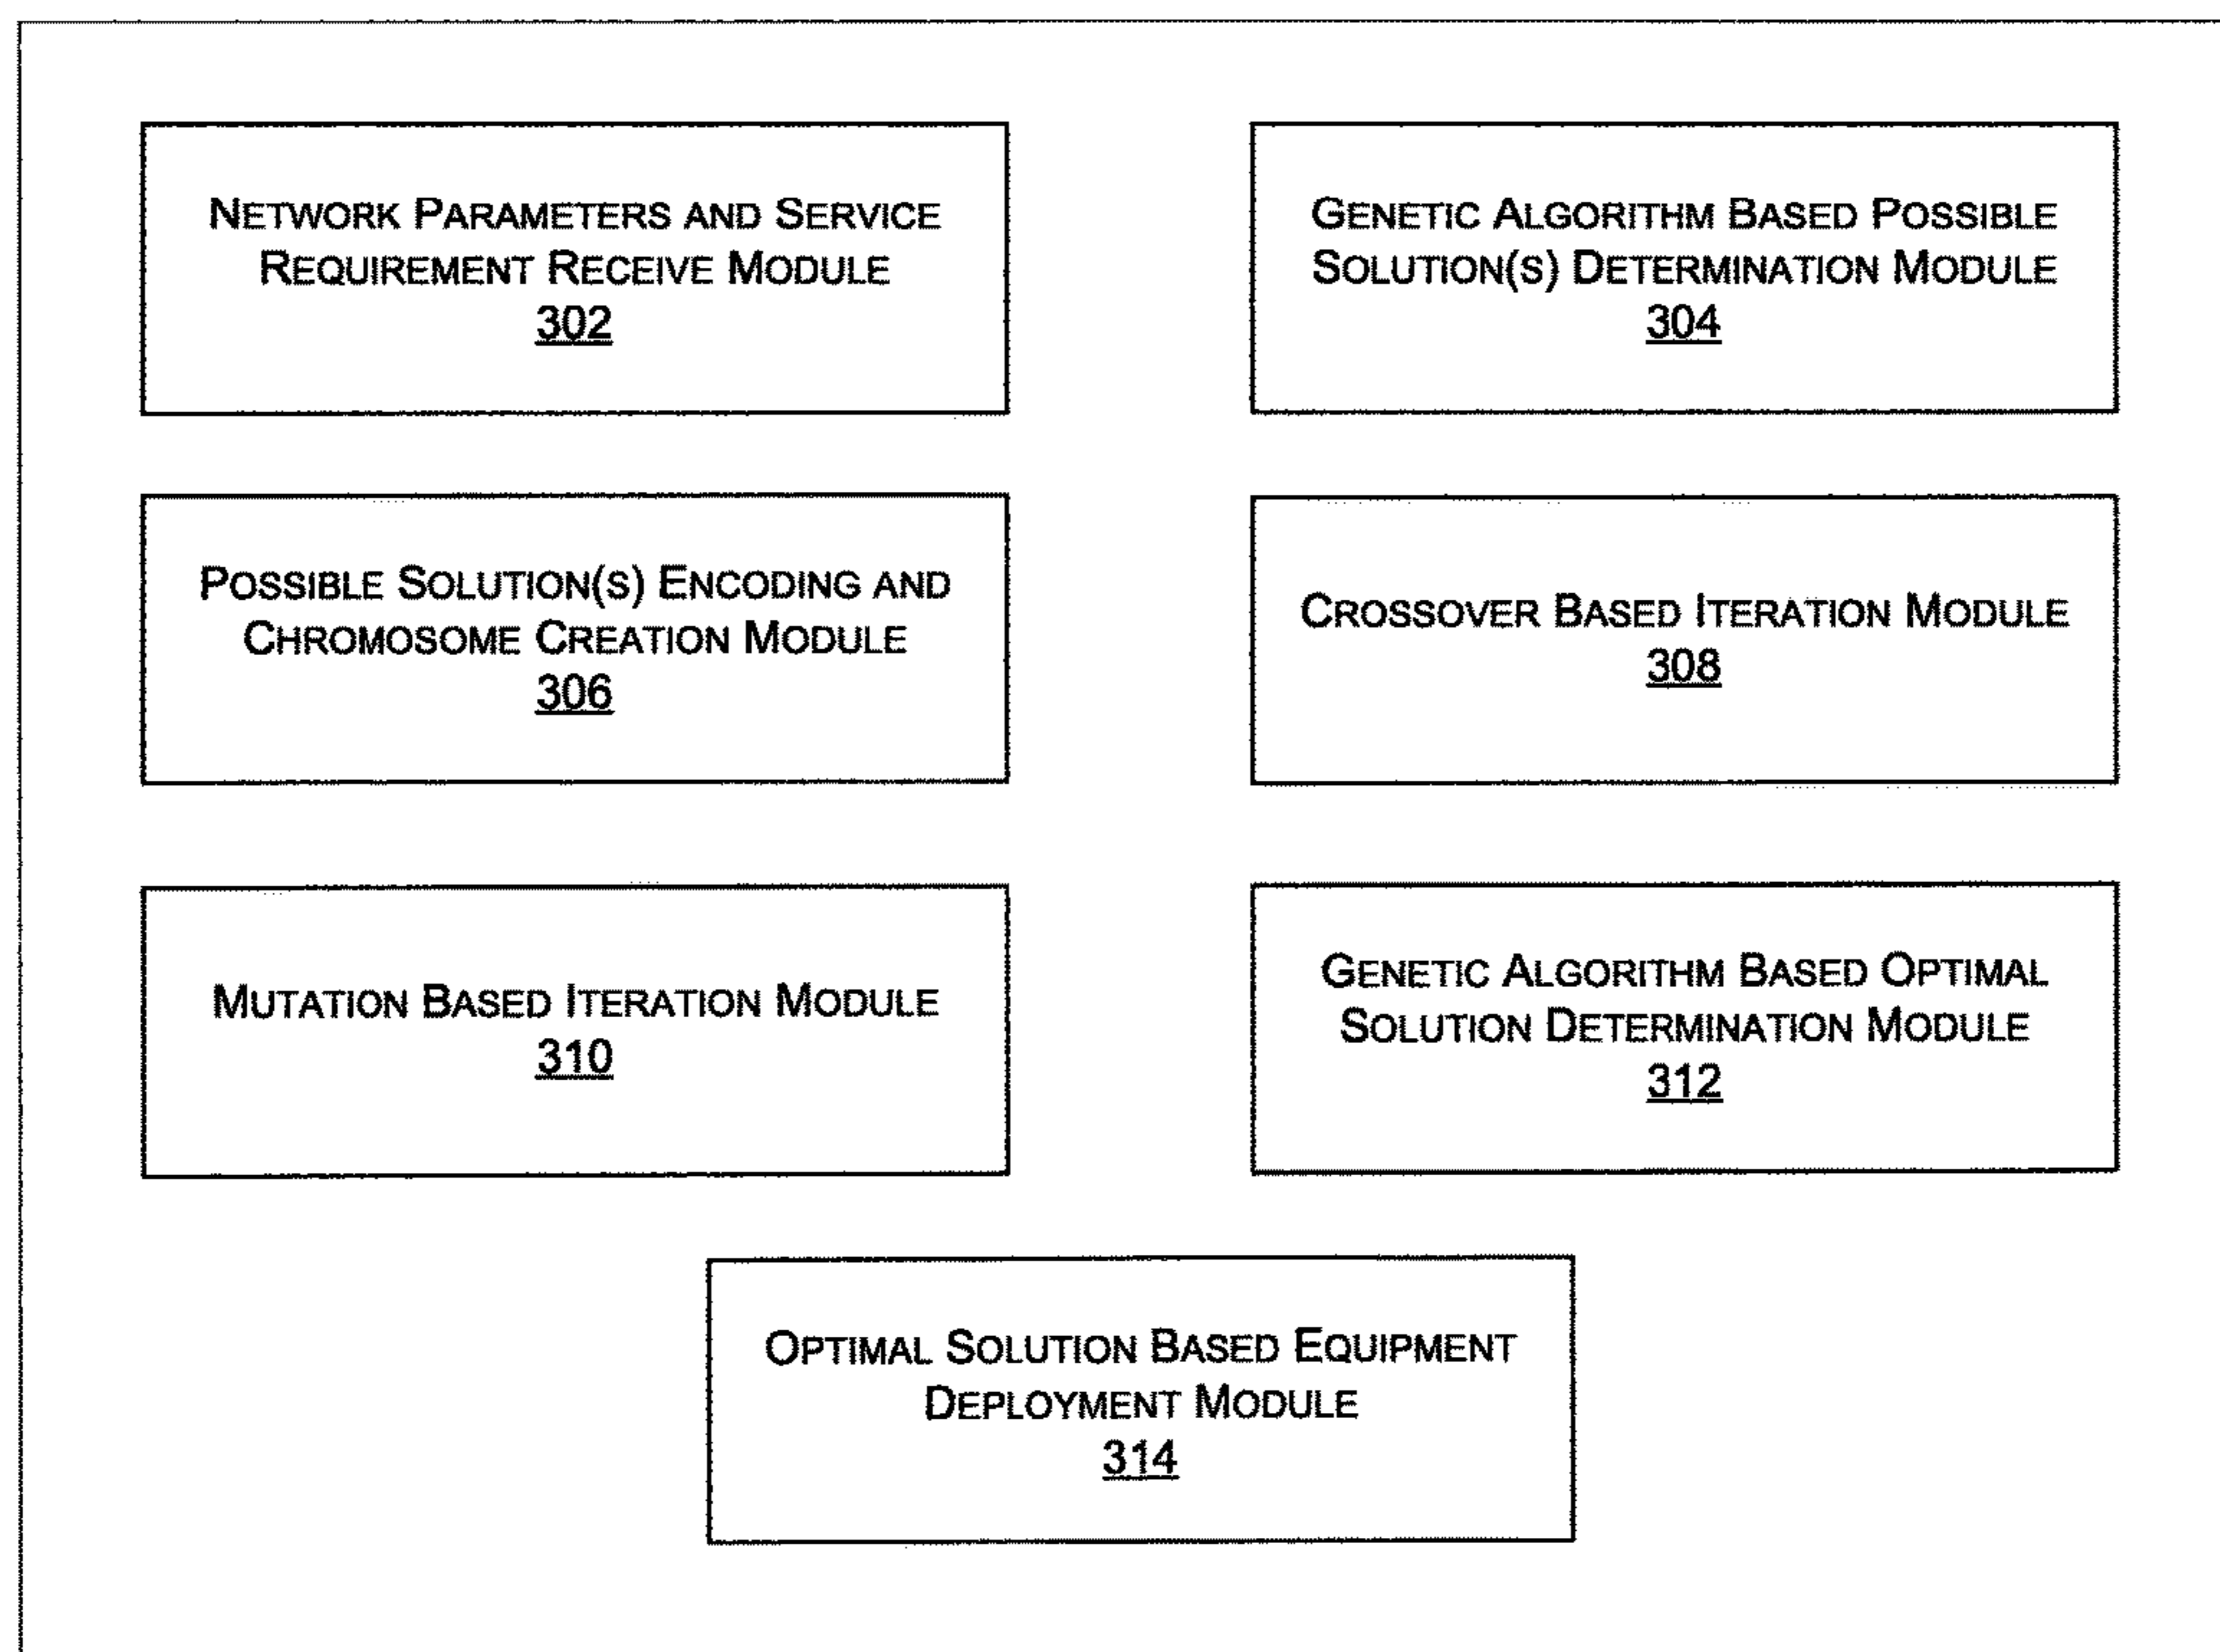 NETWORK PARAMETERS AND SERVICE
REQUIREMENT RECEIVE MODULE
302
GENETIC ALGORITHM BASED POSSIBLE
SOLUTION(S) DETERMINATION MODULE
304
POSSIBLE SOLUTION(S) ENCODING AND
CHROMOSOME CREATION MODULE
306
CROSSOVER BASED ITERATION MODULE
308
MUTATION BASED ITERATION MODULE
310
GENETIC ALGORITHM BASED OPTIMAL
SOLUTION DETERMINATION MODULE
312
OPTIMAL SOLUTION BASED EQUIPMENT
DEPLOYMENT MODULE
314